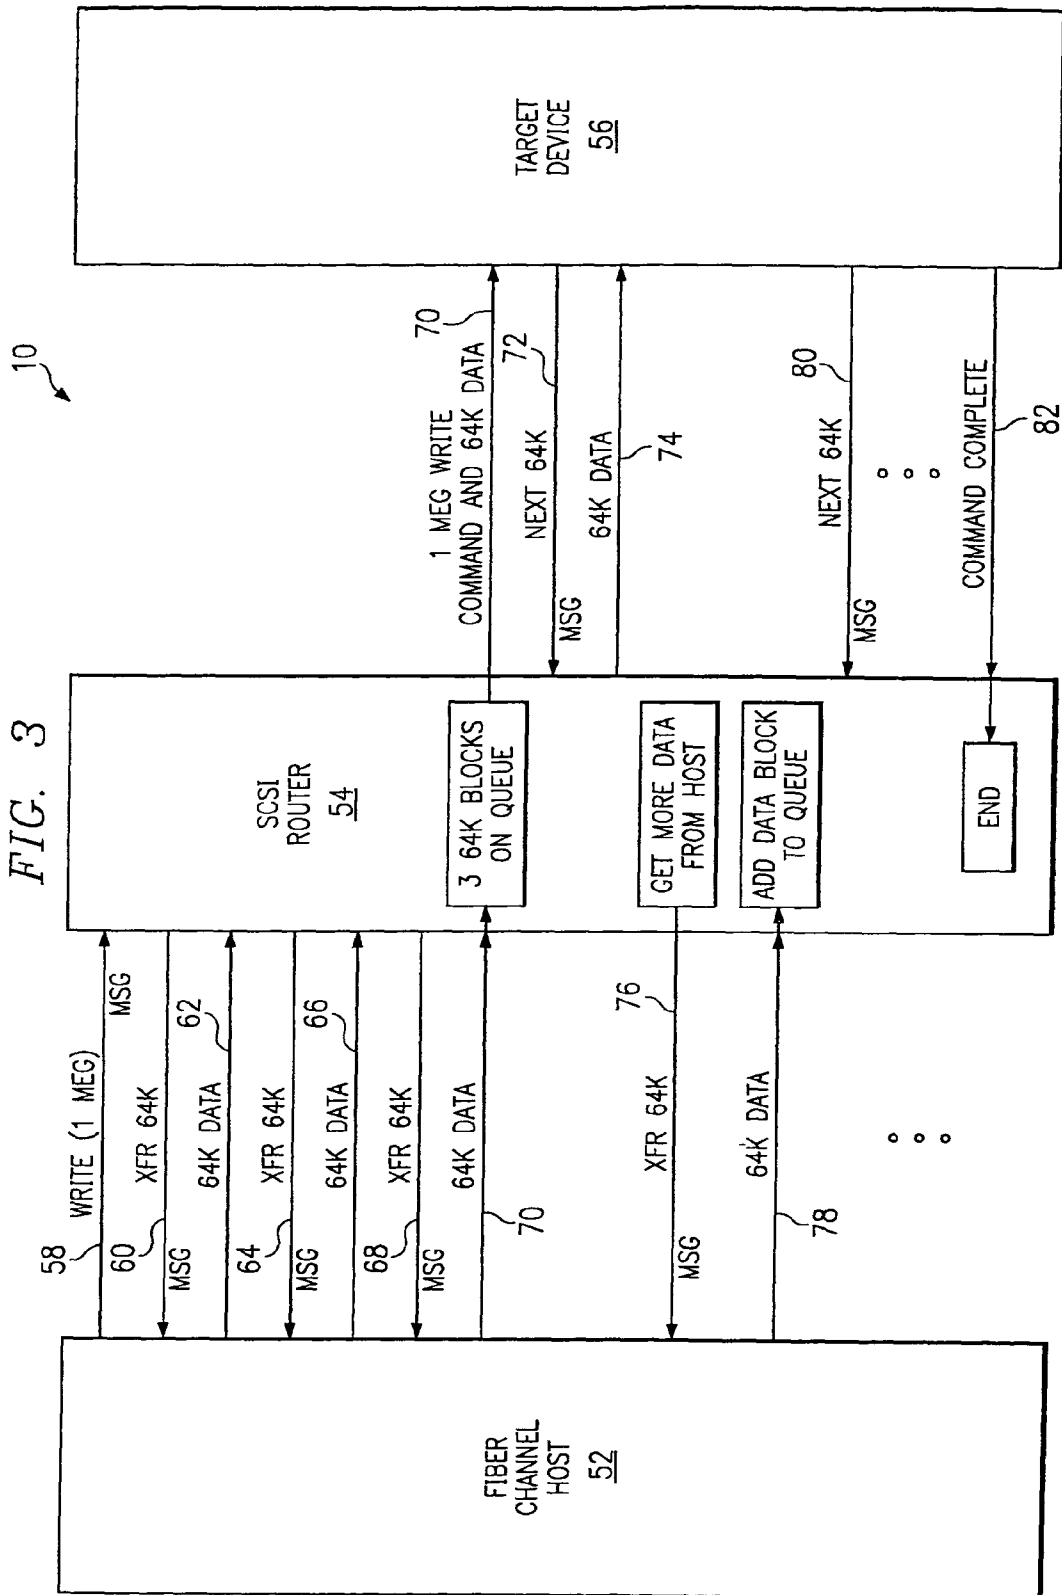 FIG. 3
10
FIBER
CHANNEL
HOST
52
SCSI
ROUTER
54
TARGET
DEVICE
56
58
WRITE (1 MEG)
MSG
60
XFR 64K
MSG
62
64K DATA
64
XFR 64K
MSG
66
64K DATA
68
XFR 64K
MSG
64K DATA
70
3 64K BLOCKS
ON QUEUE
1 MEG WRITE
COMMAND AND 64K DATA
70
72
NEXT 64K
MSG
64K DATA
74
GET MORE DATA
FROM HOST
76
XFR 64K
MSG
64K DATA
78
ADD DATA BLOCK
TO QUEUE
80
NEXT 64K
MSG
COMMAND COMPLETE
82
END